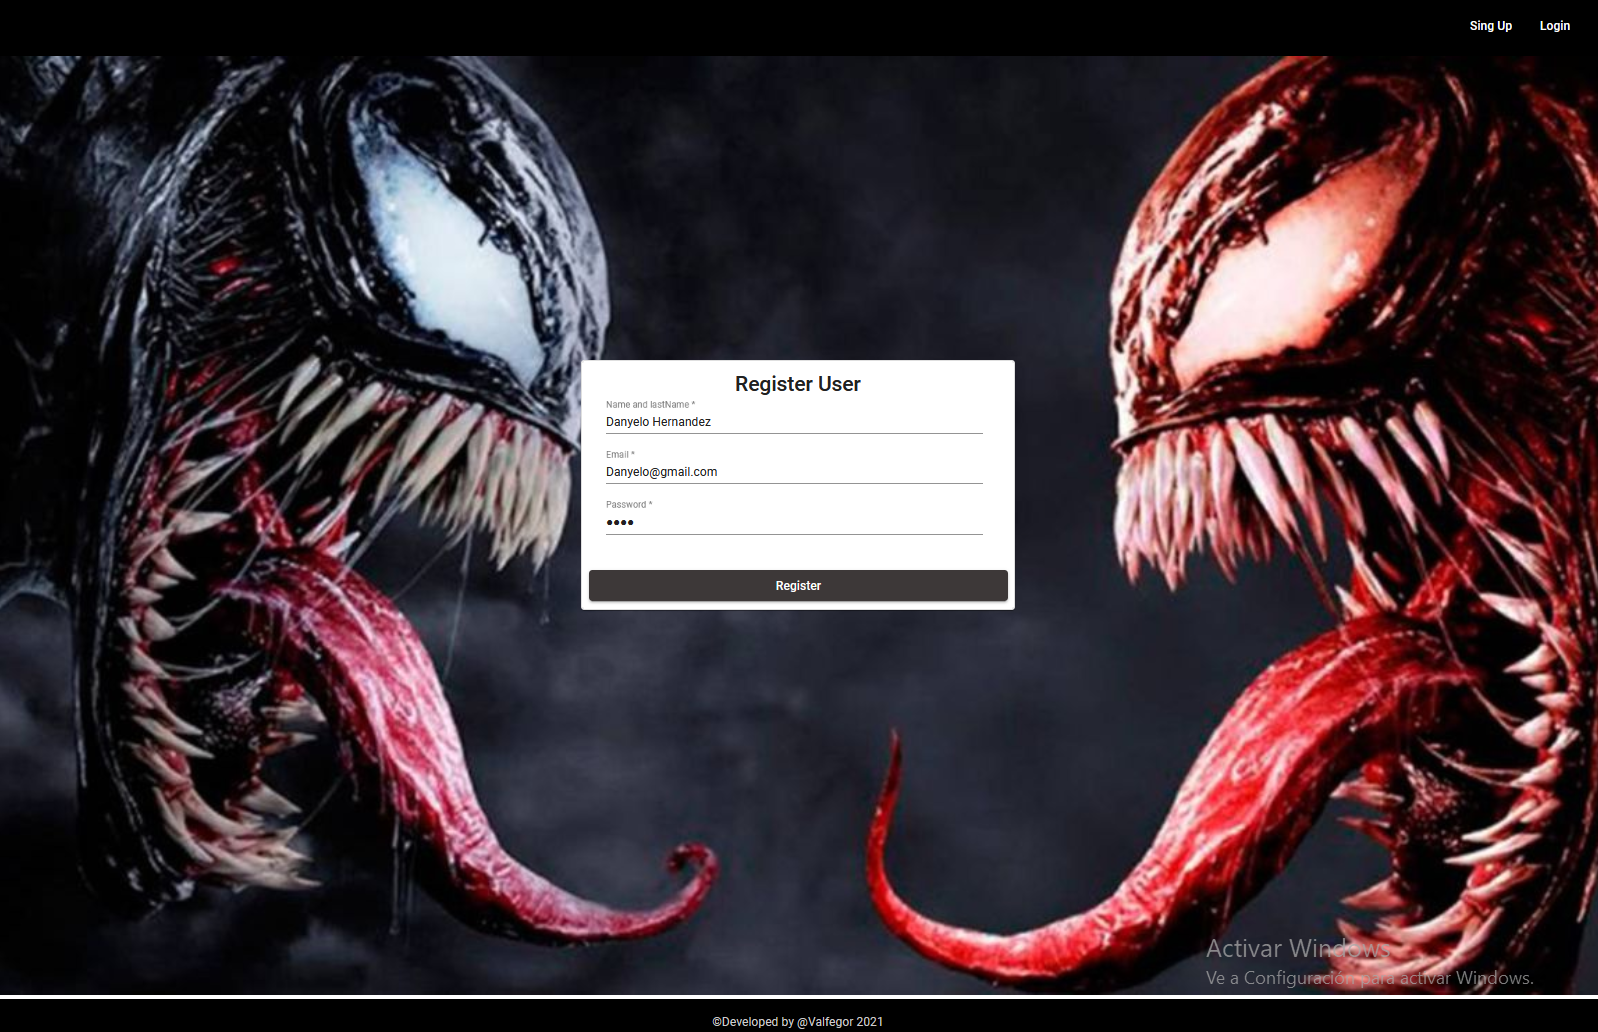 Sing Up Login
Register User
Name and lastName *
Danyelo Hernandez
Email *
Danyelo@gmail.com
Password *
••••
Register
Activar Windows
Ve a Configuración para activar Windows.
©Developed by @Valfegor 2021